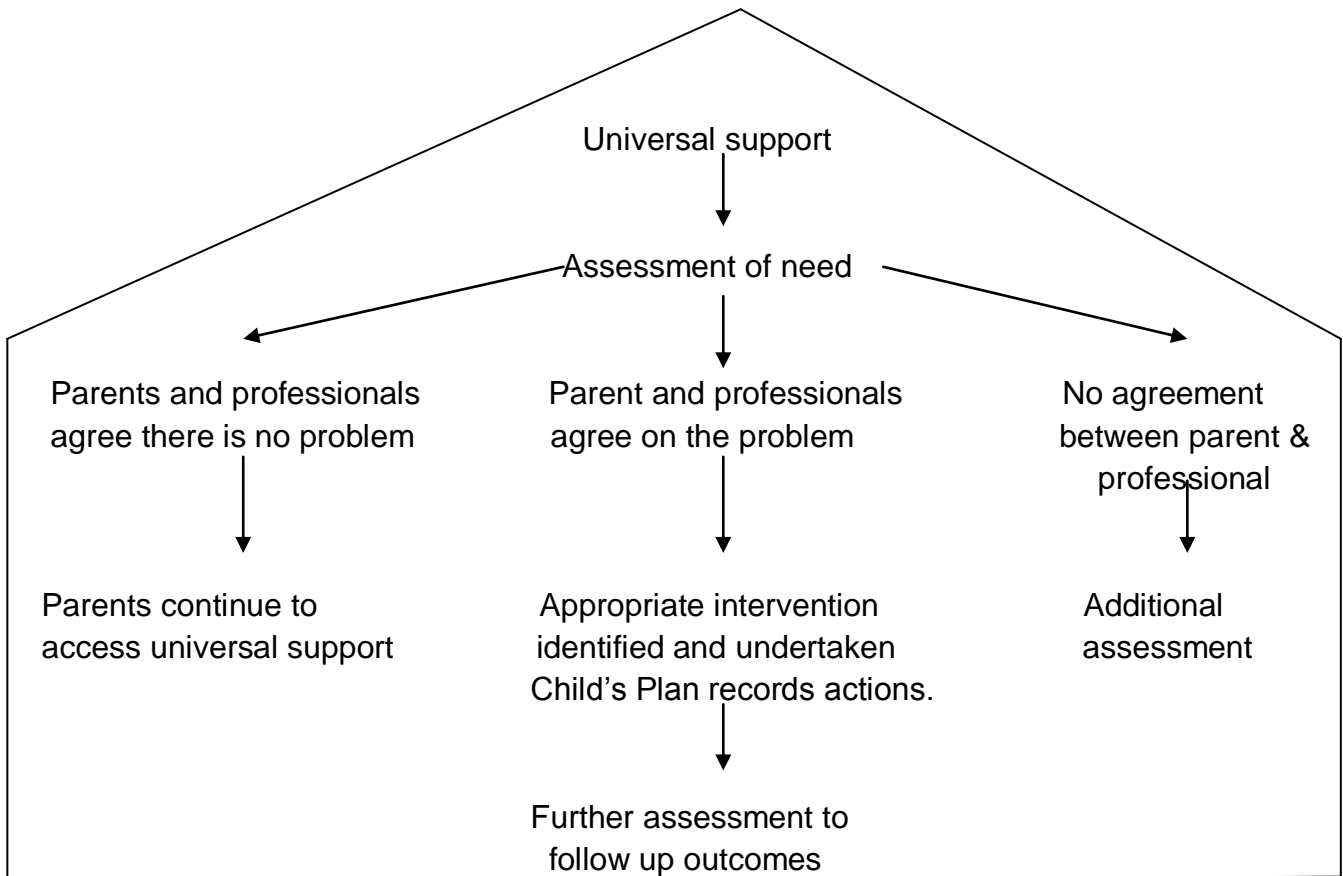 Universal support
Assessment of need
Parents and professionals
agree there is no problem
Parent and professionals
agree on the problem
No agreement
between parent &
professional
Parents continue to
access universal support
Appropriate intervention
identified and undertaken
Child’s Plan records actions.
Additional
assessment
Further assessment to
follow up outcomes